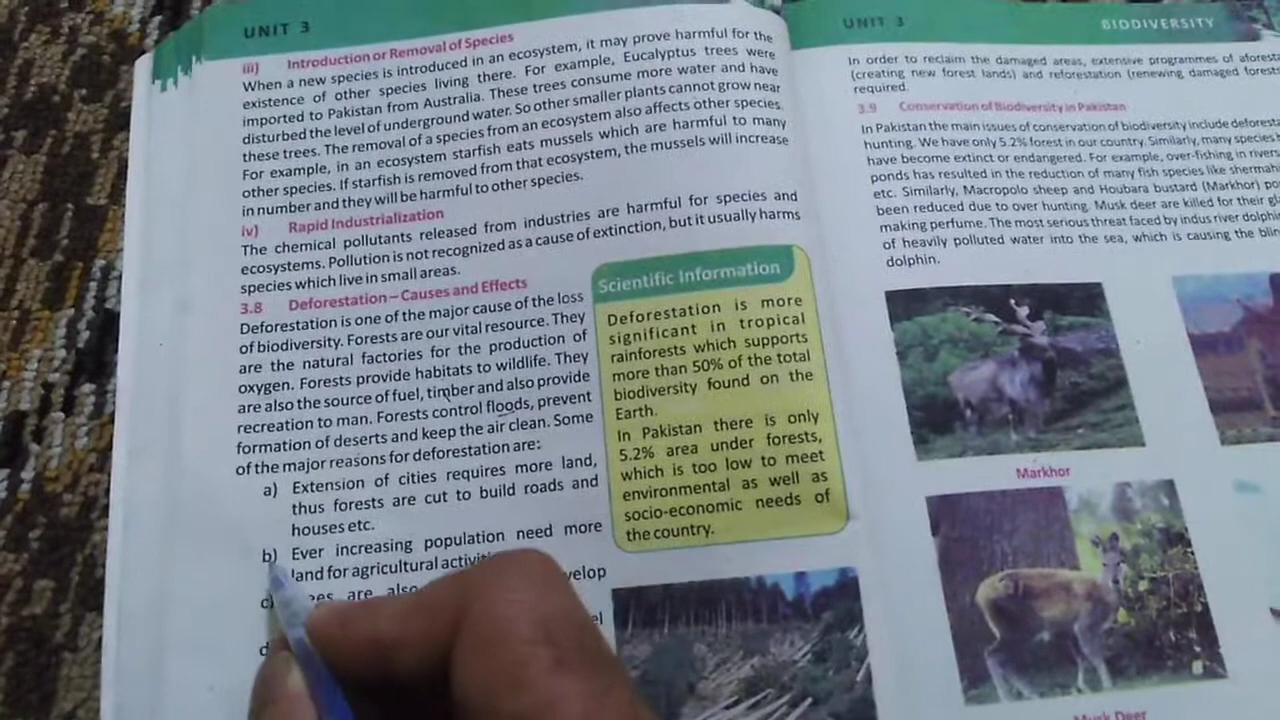 UNIT 3
iii) Introduction or Removal of Species
When a new species is introduced in an ecosystem, it may prove harmful for the
existence of other species living there. For example, Eucalyptus trees were
imported to Pakistan from Australia. These trees consume more water and have
disturbed the level of underground water. So other smaller plants cannot grow near
these trees. The removal of a species from an ecosystem also affects other species.
For example, in an ecosystem starfish eats mussels which are harmful to many
other species. If starfish is removed from that ecosystem, the mussels will increase
in number and they will be harmful to other species.
iv) Rapid Industrialization
The chemical pollutants released from industries are harmful for species and
ecosystems. Pollution is not recognized as a cause of extinction, but it usually harms
species which live in small areas.
3.8 Deforestation – Causes and Effects
Deforestation is one of the major cause of the loss
of biodiversity. Forests are our vital resource. They
are the natural factories for the production of
oxygen. Forests provide habitats to wildlife. They
are also the source of fuel, timber and also provide
recreation to man. Forests control floods, prevent
formation of deserts and keep the air clean. Some
of the major reasons for deforestation are:
a) Extension of cities requires more land,
thus forests are cut to build roads and
houses etc.
b) Ever increasing population need more
land for agricultural
c) are also
d
Scientific Information
Deforestation is more
significant in tropical
rainforests which supports
more than 50% of the total
biodiversity found on the
Earth.
In Pakistan there is only
5.2% area under forests,
which is too low to meet
environmental as well as
socio-economic needs of
the country.
UNIT 3 BIODIVERSITY
In order to reclaim the damaged areas, extensive programmes of
(creating new forest lands) and reforestation (renewing damaged
required.
3.9 Conservation of Biodiversity in Pakistan
In Pakistan the main issues of conservation of biodiversity include
hunting. We have only 5.2% forest in our country. Similarly, many species
have become extinct or endangered. For example, over-fishing in rivers
ponds has resulted in the reduction of many fish species like
etc. Similarly, Macropolo sheep and Houbara bustard (Markhor)
been reduced due to over hunting. Musk deer are killed for their
making perfume. The most serious threat faced by indus river
of heavily polluted water into the sea, which is causing the
dolphin.
Markhor
Musk Deer